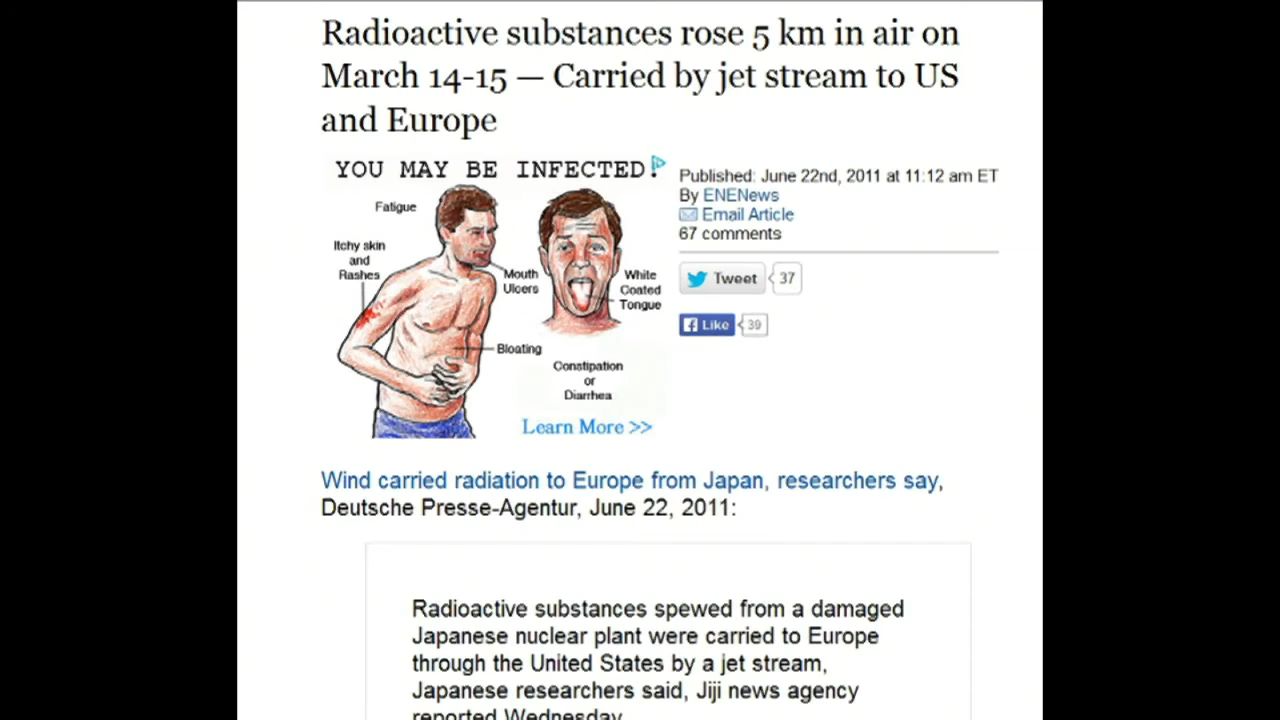 Radioactive substances rose 5 km in air on
March 14-15 — Carried by jet stream to US
and Europe
YOU MAY BE INFECTED!
Fatigue
Itchy skin
and
Rashes
Mouth
Ulcers
White
Coated
Tongue
Bloating
Constipation
or
Diarrhea
Learn More >>
Published: June 22nd, 2011 at 11:12 am ET
By ENENews
Email Article
67 comments
Tweet 37
Like 39
Wind carried radiation to Europe from Japan, researchers say,
Deutsche Presse-Agentur, June 22, 2011:
Radioactive substances spewed from a damaged
Japanese nuclear plant were carried to Europe
through the United States by a jet stream,
Japanese researchers said, Jiji news agency
reported Wednesday